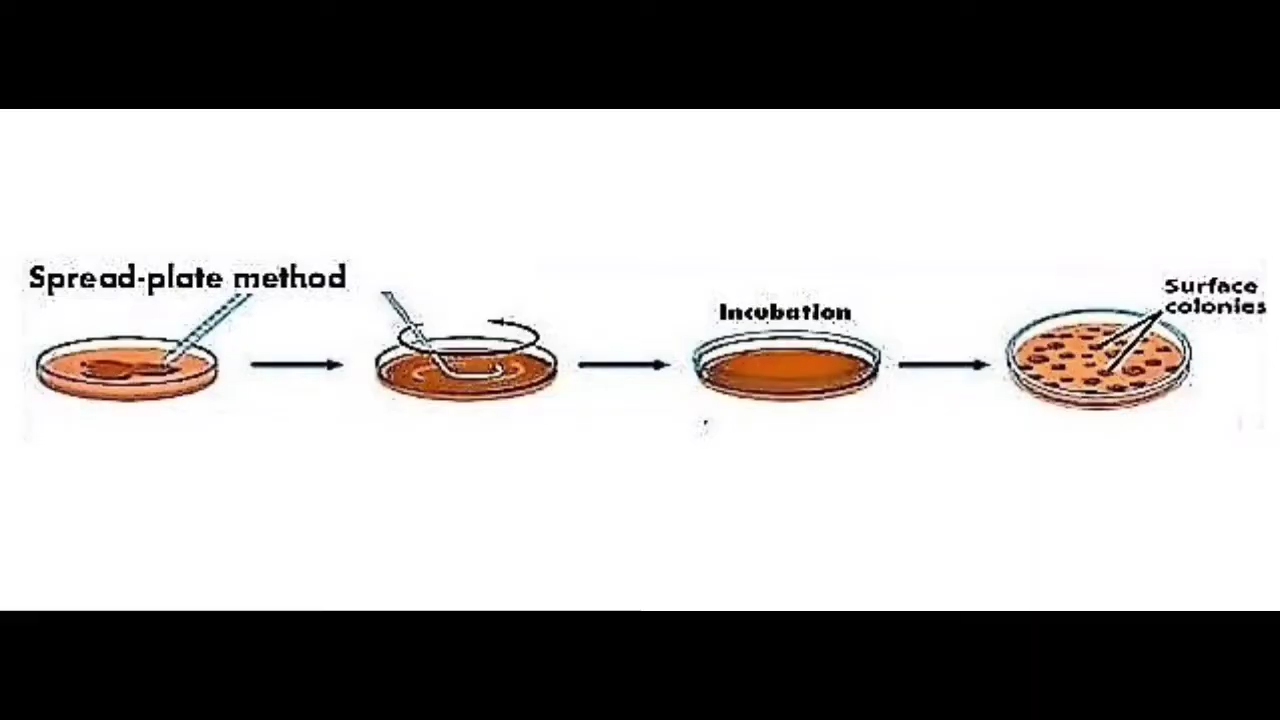 Spread-plate method
Incubation
Surface
colonies